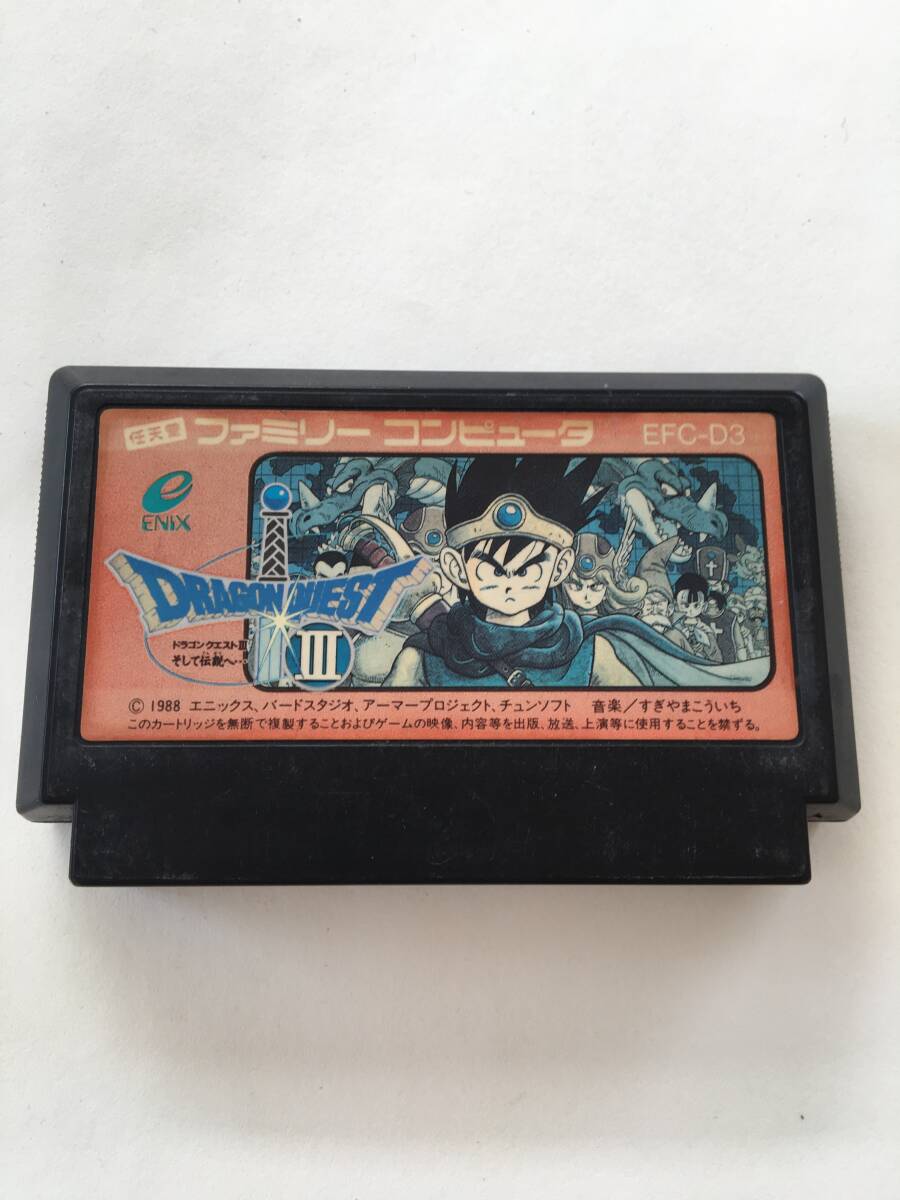 任天堂 ファミリー コンピュータ EFC-D3
ENIX
DRAGON QUEST
III
ドラゴンクエストIII
そして伝説へ…
© 1988 エニックス、バードスタジオ、アーマープロジェクト、チュンソフト 音楽/すぎやまこういち
このカートリッジを無断で複製することおよびゲームの映像、内容等を出版、放送、上演等に使用することを禁ずる。